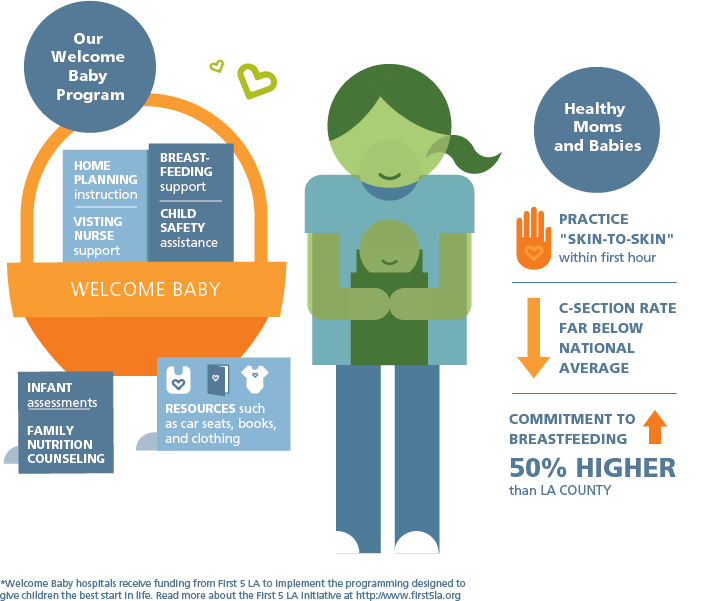 Our
Welcome
Baby
Program
HOME
PLANNING
instruction
VISTING
NURSE
support
BREAST-
FEEDING
support
CHILD
SAFETY
assistance
WELCOME BABY
INFANT
assessments
FAMILY
NUTRITION
COUNSELING
RESOURCES such
as car seats, books,
and clothing
Healthy
Moms
and Babies
PRACTICE
"SKIN-TO-SKIN"
within first hour
C-SECTION RATE
FAR BELOW
NATIONAL
AVERAGE
COMMITMENT TO
BREASTFEEDING
50% HIGHER
than LA COUNTY
*Welcome Baby hospitals receive funding from First 5 LA to implement the programming designed to
give children the best start in life. Read more about the First 5 LA initiative at http://www.first5la.org